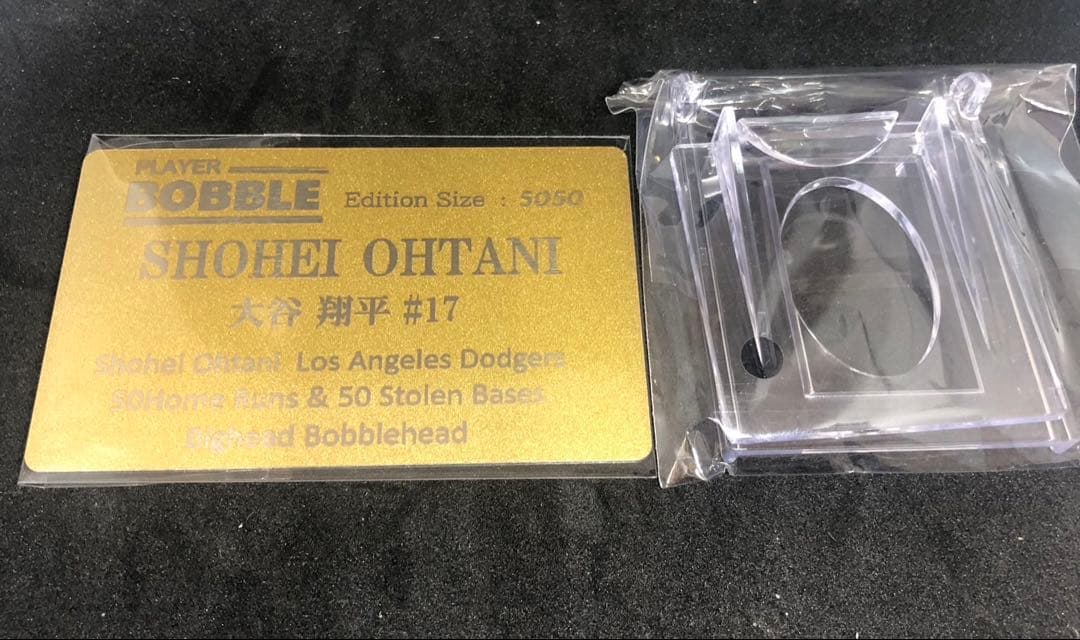 PLAYER
BOBBLE Edition Size : 5050
SHOHEI OHTANI
大谷 翔平 #17
Shohei Ohtani Los Angeles Dodgers
50Home Runs & 50 Stolen Bases
Bighead Bobblehead